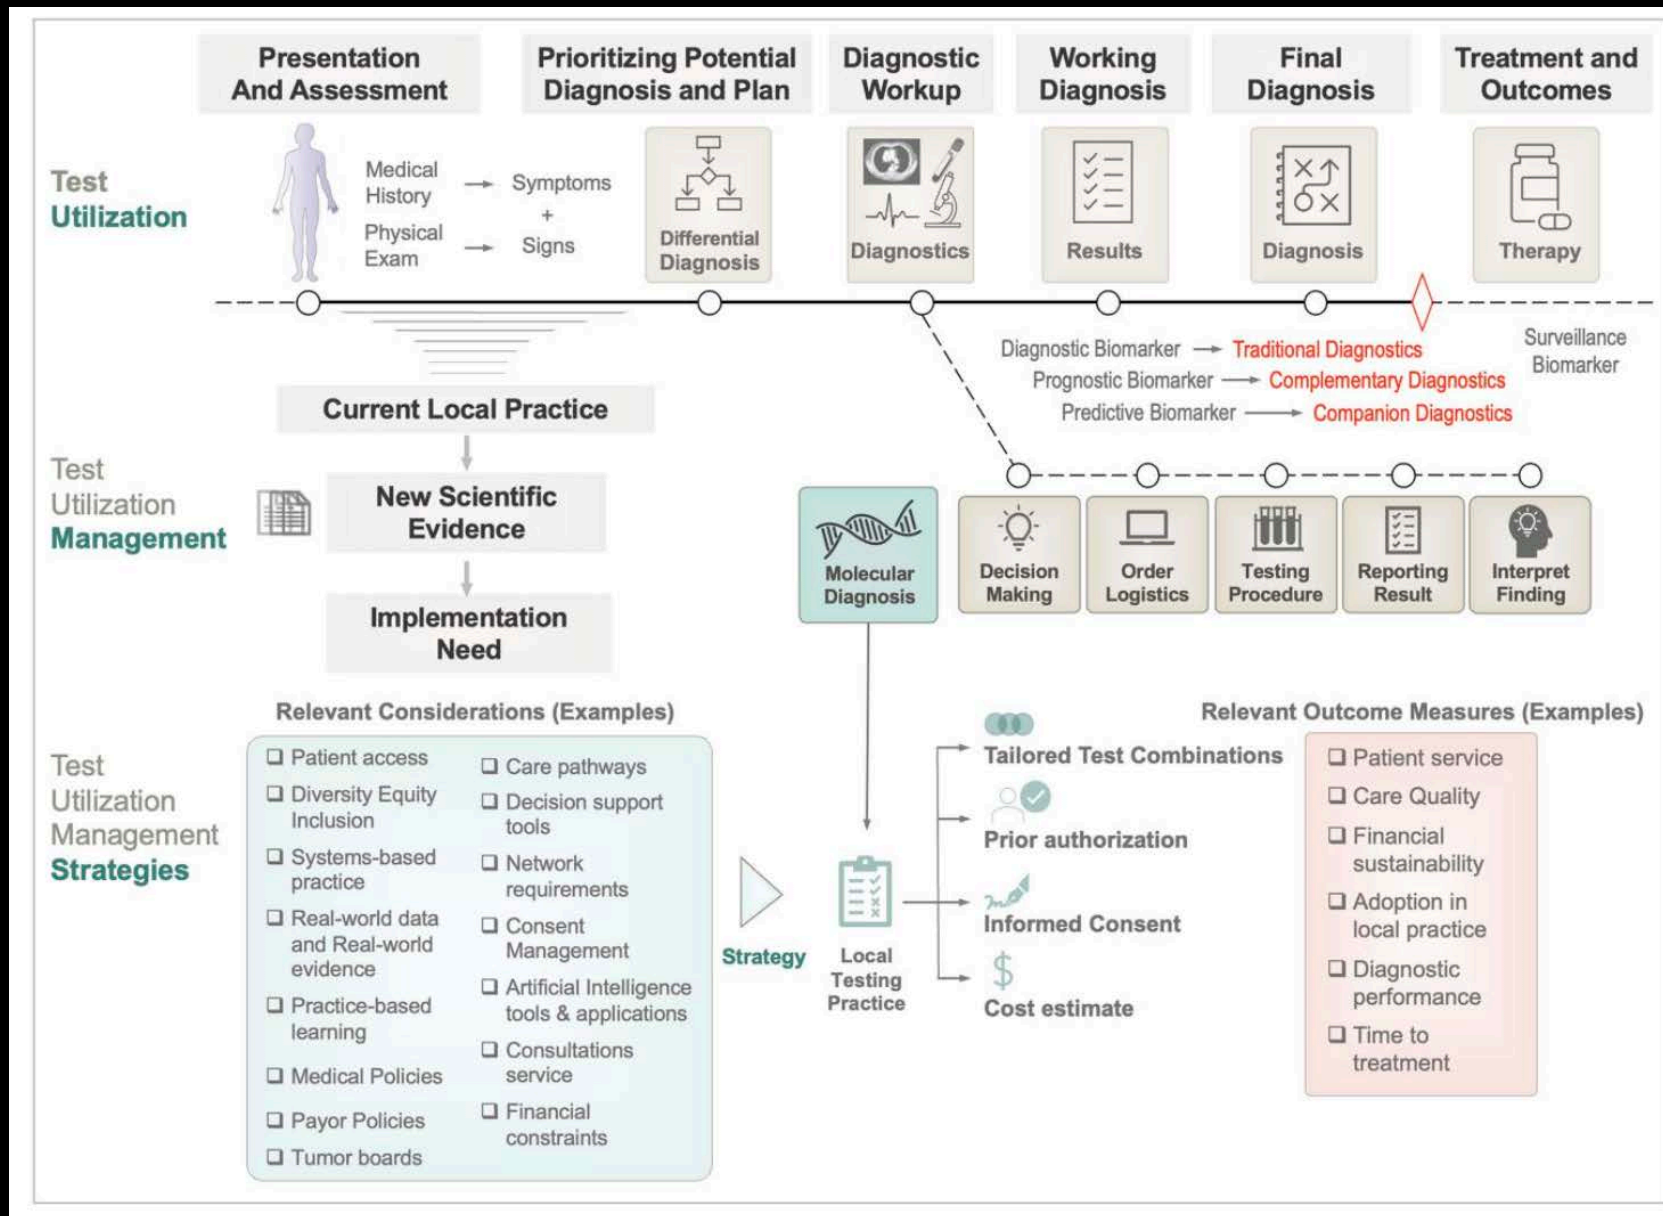 Presentation
And Assessment
Prioritizing Potential
Diagnosis and Plan
Diagnostic
Workup
Working
Diagnosis
Final
Diagnosis
Treatment and
Outcomes
Test
Utilization
Medical
History
Symptoms
+
Physical
Exam
Signs
Differential
Diagnosis
Diagnostics
Results
Diagnosis
Therapy
Diagnostic Biomarker
Traditional Diagnostics
Prognostic Biomarker
Complementary Diagnostics
Predictive Biomarker
Companion Diagnostics
Surveillance
Biomarker
Current Local Practice
Test
Utilization
Management
New Scientific
Evidence
Implementation
Need
Molecular
Diagnosis
Decision
Making
Order
Logistics
Testing
Procedure
Reporting
Result
Interpret
Finding
Test
Utilization
Management
Strategies
Relevant Considerations (Examples)
Patient access
Diversity Equity
Inclusion
Systems-based
practice
Real-world data
and Real-world
evidence
Practice-based
learning
Medical Policies
Payor Policies
Tumor boards
Care pathways
Decision support
tools
Network
requirements
Consent
Management
Artificial Intelligence
tools & applications
Consultations
service
Financial
constraints
Strategy
Local
Testing
Practice
Tailored Test Combinations
Prior authorization
Informed Consent
$
Cost estimate
Relevant Outcome Measures (Examples)
Patient service
Care Quality
Financial
sustainability
Adoption in
local practice
Diagnostic
performance
Time to
treatment